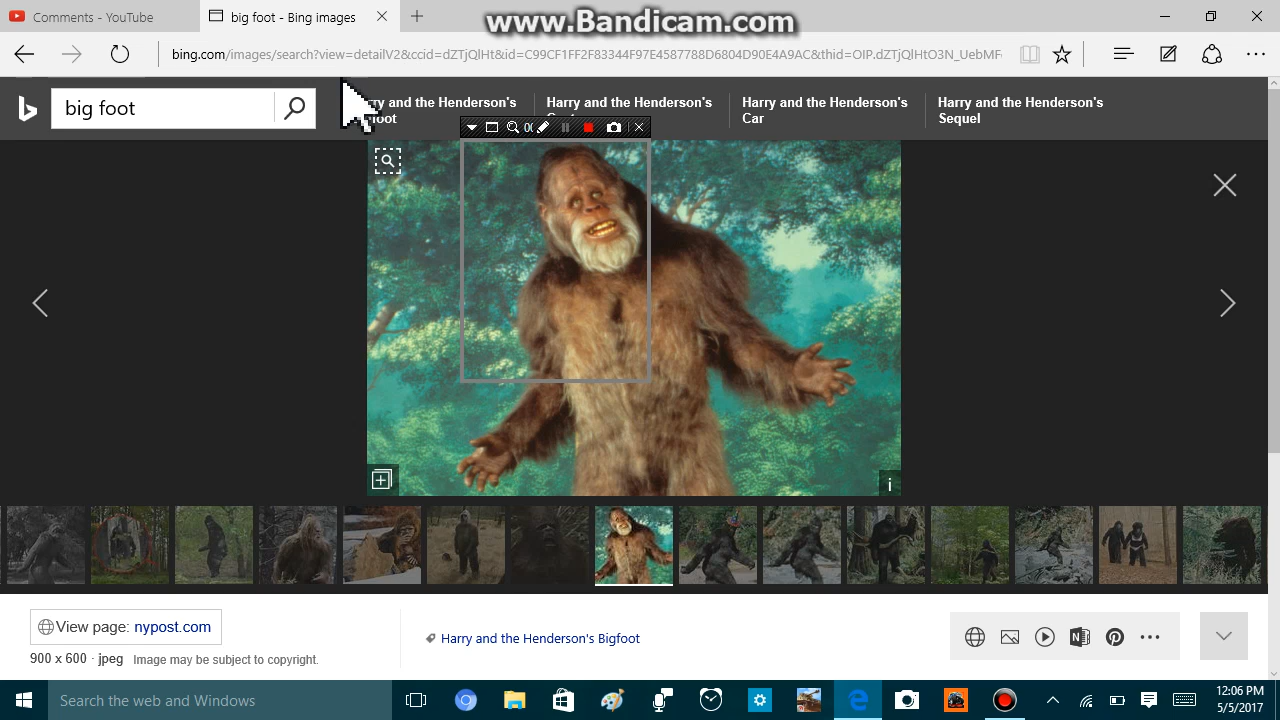 Comments - YouTube
big foot - Bing images
www.Bandicam.com
bing.com/images/search?view=detailV2&ccid=dZTjQlHt&id=C99CF1FF2F83344F97E4587788D6804D90E4A9AC&thid=OIP.dZTjQlHtO3N_UebMF
big foot
ry and the Henderson's
foot
Harry and the Henderson's
Harry and the Henderson's
Car
Harry and the Henderson's
Sequel
View page: nypost.com
900 x 600 · jpeg Image may be subject to copyright.
Harry and the Henderson's Bigfoot
Search the web and Windows
12:06 PM
5/5/2017